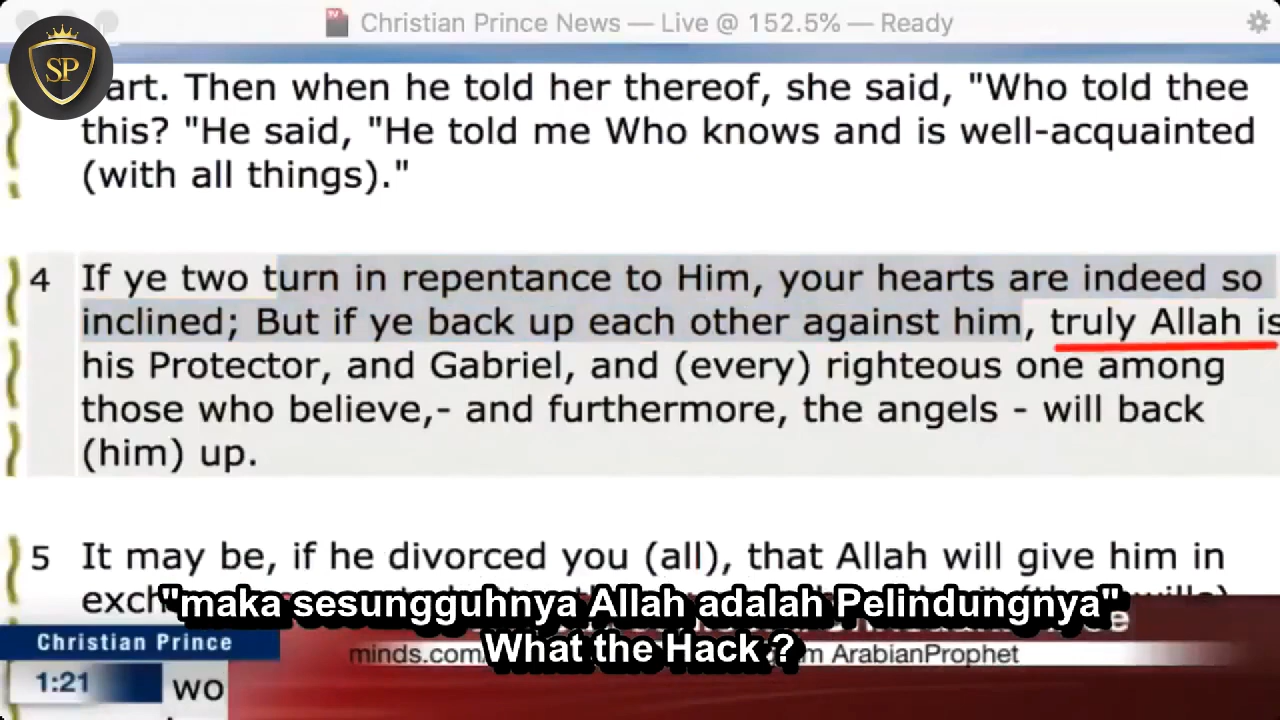 Christian Prince News — Live @ 152.5% — Ready
SP
art. Then when he told her thereof, she said, "Who told thee
this? "He said, "He told me Who knows and is well-acquainted
(with all things)."
4 If ye two turn in repentance to Him, your hearts are indeed so
inclined; But if ye back up each other against him, truly Allah is
his Protector, and Gabriel, and (every) righteous one among
those who believe,- and furthermore, the angels - will back
(him) up.
5 It may be, if he divorced you (all), that Allah will give him in
exch
"maka sesungguhnya Allah adalah Pelindungnya"
What the Hack ?
Christian Prince
minds.com ArabianProphet
1:21
wo